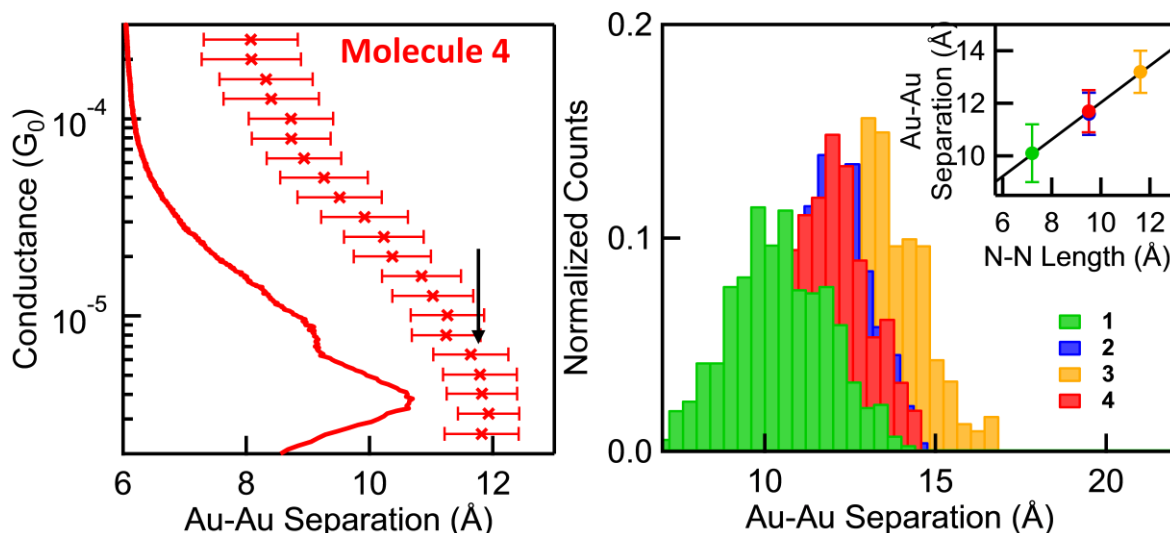 Molecule 4
Conductance (G0)
10-4
10-5
6
8
10
12
Au-Au Separation (Å)
Normalized Counts
0.2
0.1
0.0
10
15
20
Au-Au Separation (Å)
1
2
3
4
Au-Au
Separation (Å)
14
12
10
6
8
10
12
N-N Length (Å)